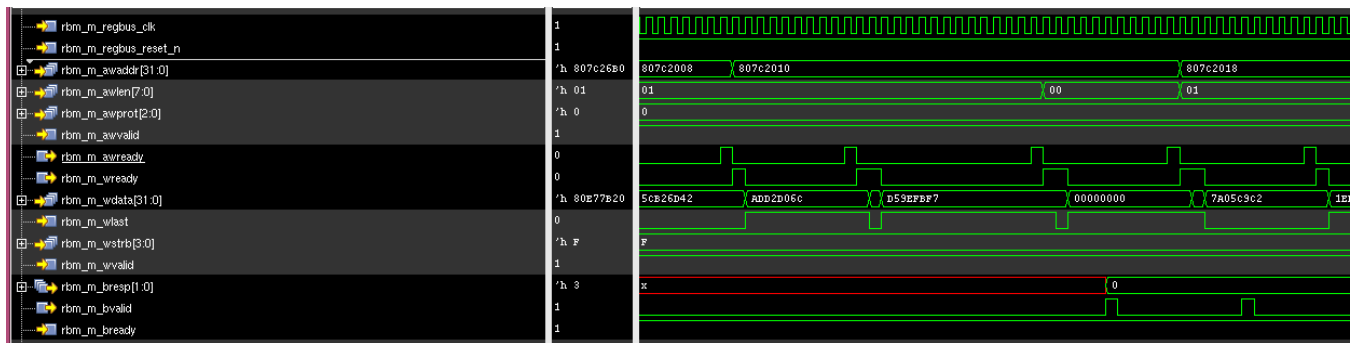 rbm_m_regbus_clk 1
rbm_m_regbus_reset_n 1
rbm_m_awaddr[31:0] 'h 807c26B0 807c2008 807c2010 807c2018
rbm_m_awlen[7:0] 'h 01 01 00 01
rbm_m_awprot[2:0] 'h 0 0
rbm_m_awvalid 1
rbm_m_awready 0
rbm_m_wready 0
rbm_m_wdata[31:0] 'h 80E77B20 5CB26D42 ADD2D06C D59EFBF7 00000000 7A05C9C2
rbm_m_wlast 0
rbm_m_wstrb[3:0] 'h F F
rbm_m_wvalid 1
rbm_m_bresp[1:0] 'h 3 x 0
rbm_m_bvalid 1
rbm_m_bready 1